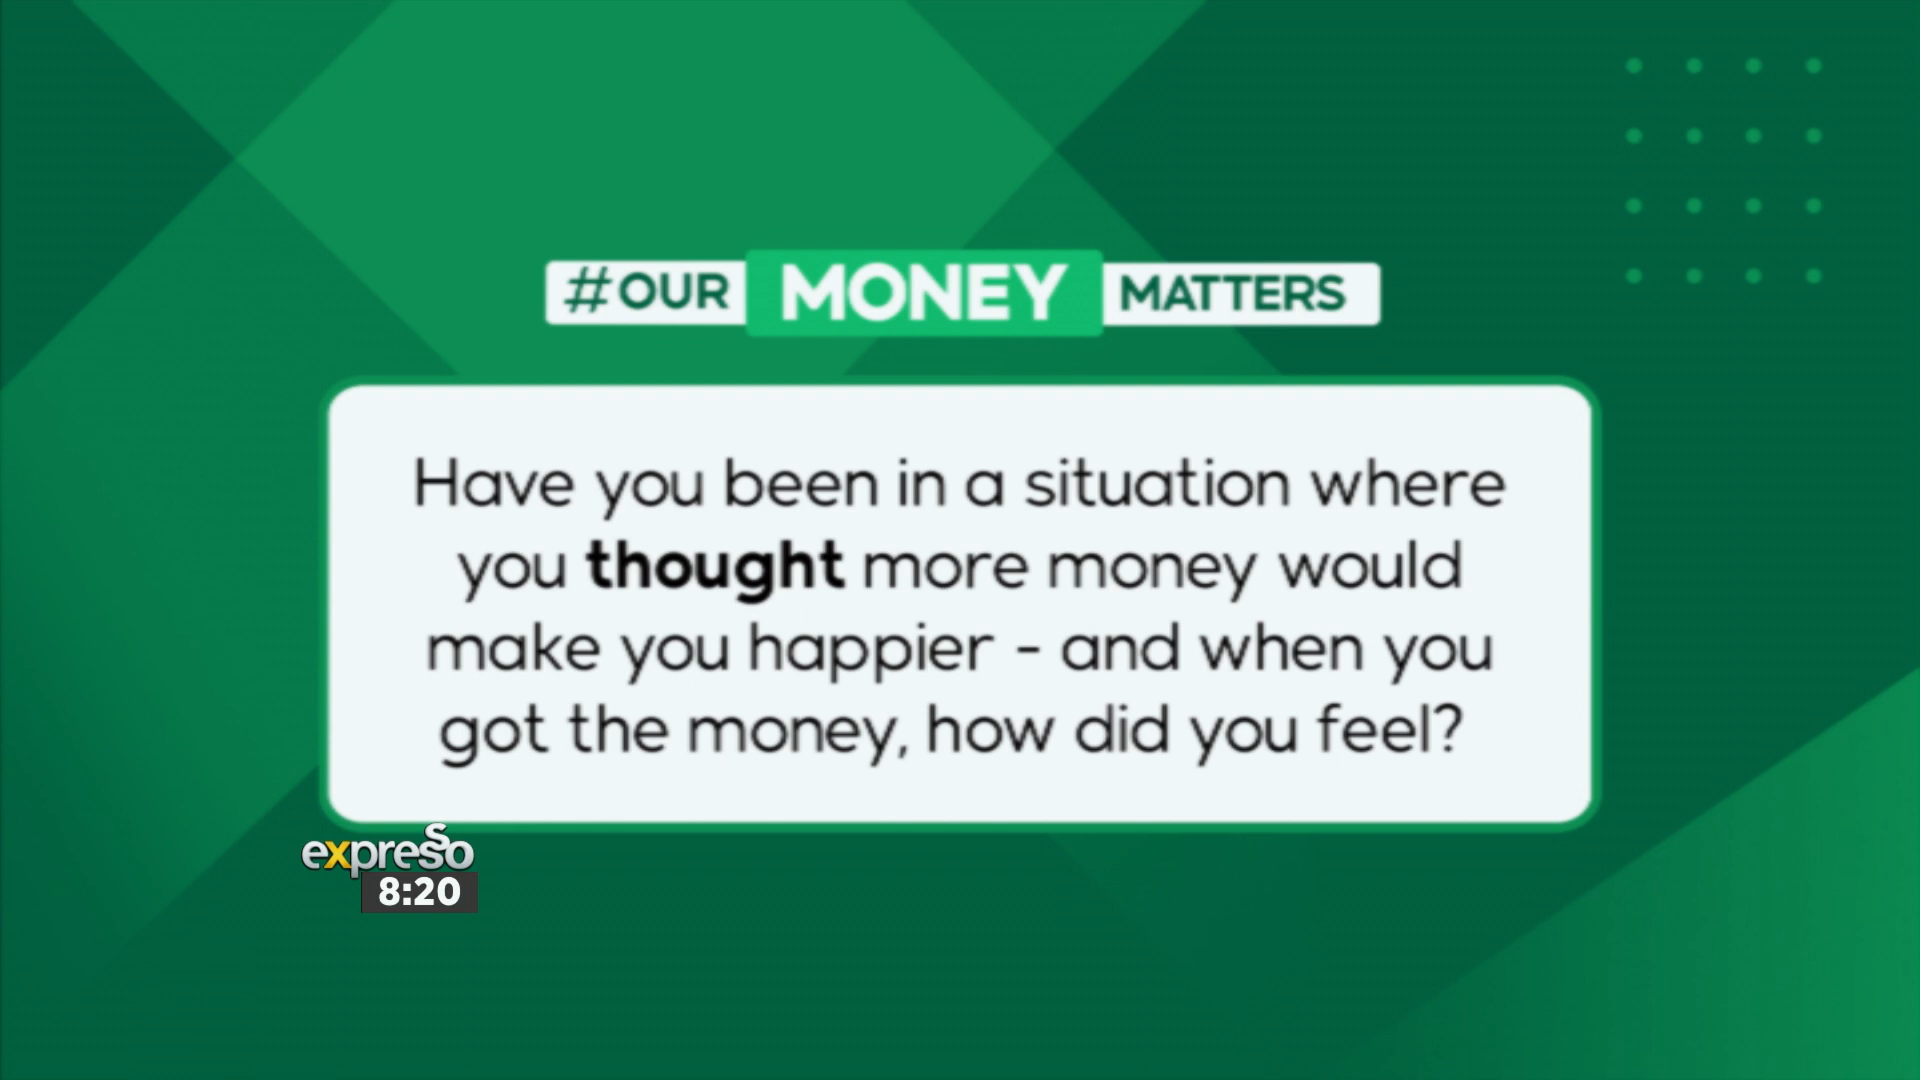 #OUR MONEY MATTERS
Have you been in a situation where
you thought more money would
make you happier - and when you
got the money, how did you feel?
expresso
8:20